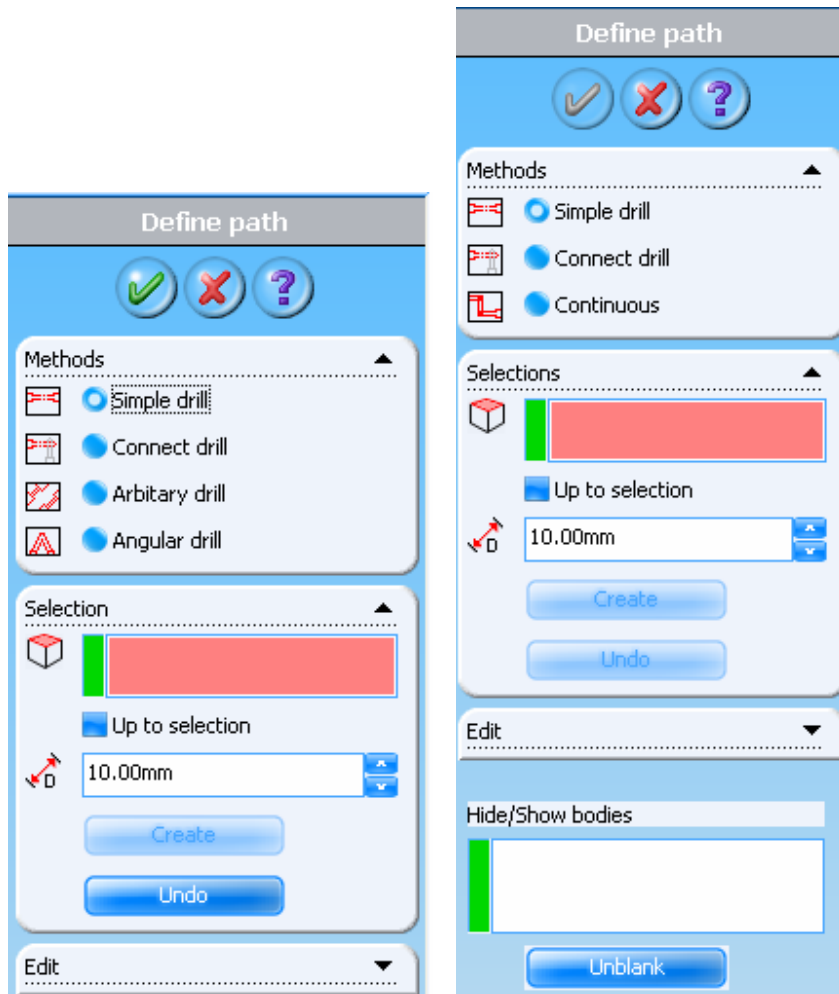 Define path
Methods
Simple drill
Connect drill
Arbitary drill
Angular drill
Selection
Up to selection
D
10.00mm
Create
Undo
Edit
Define path
Methods
Simple drill
Connect drill
Continuous
Selections
Up to selection
D
10.00mm
Create
Undo
Edit
Hide/Show bodies
Unblank